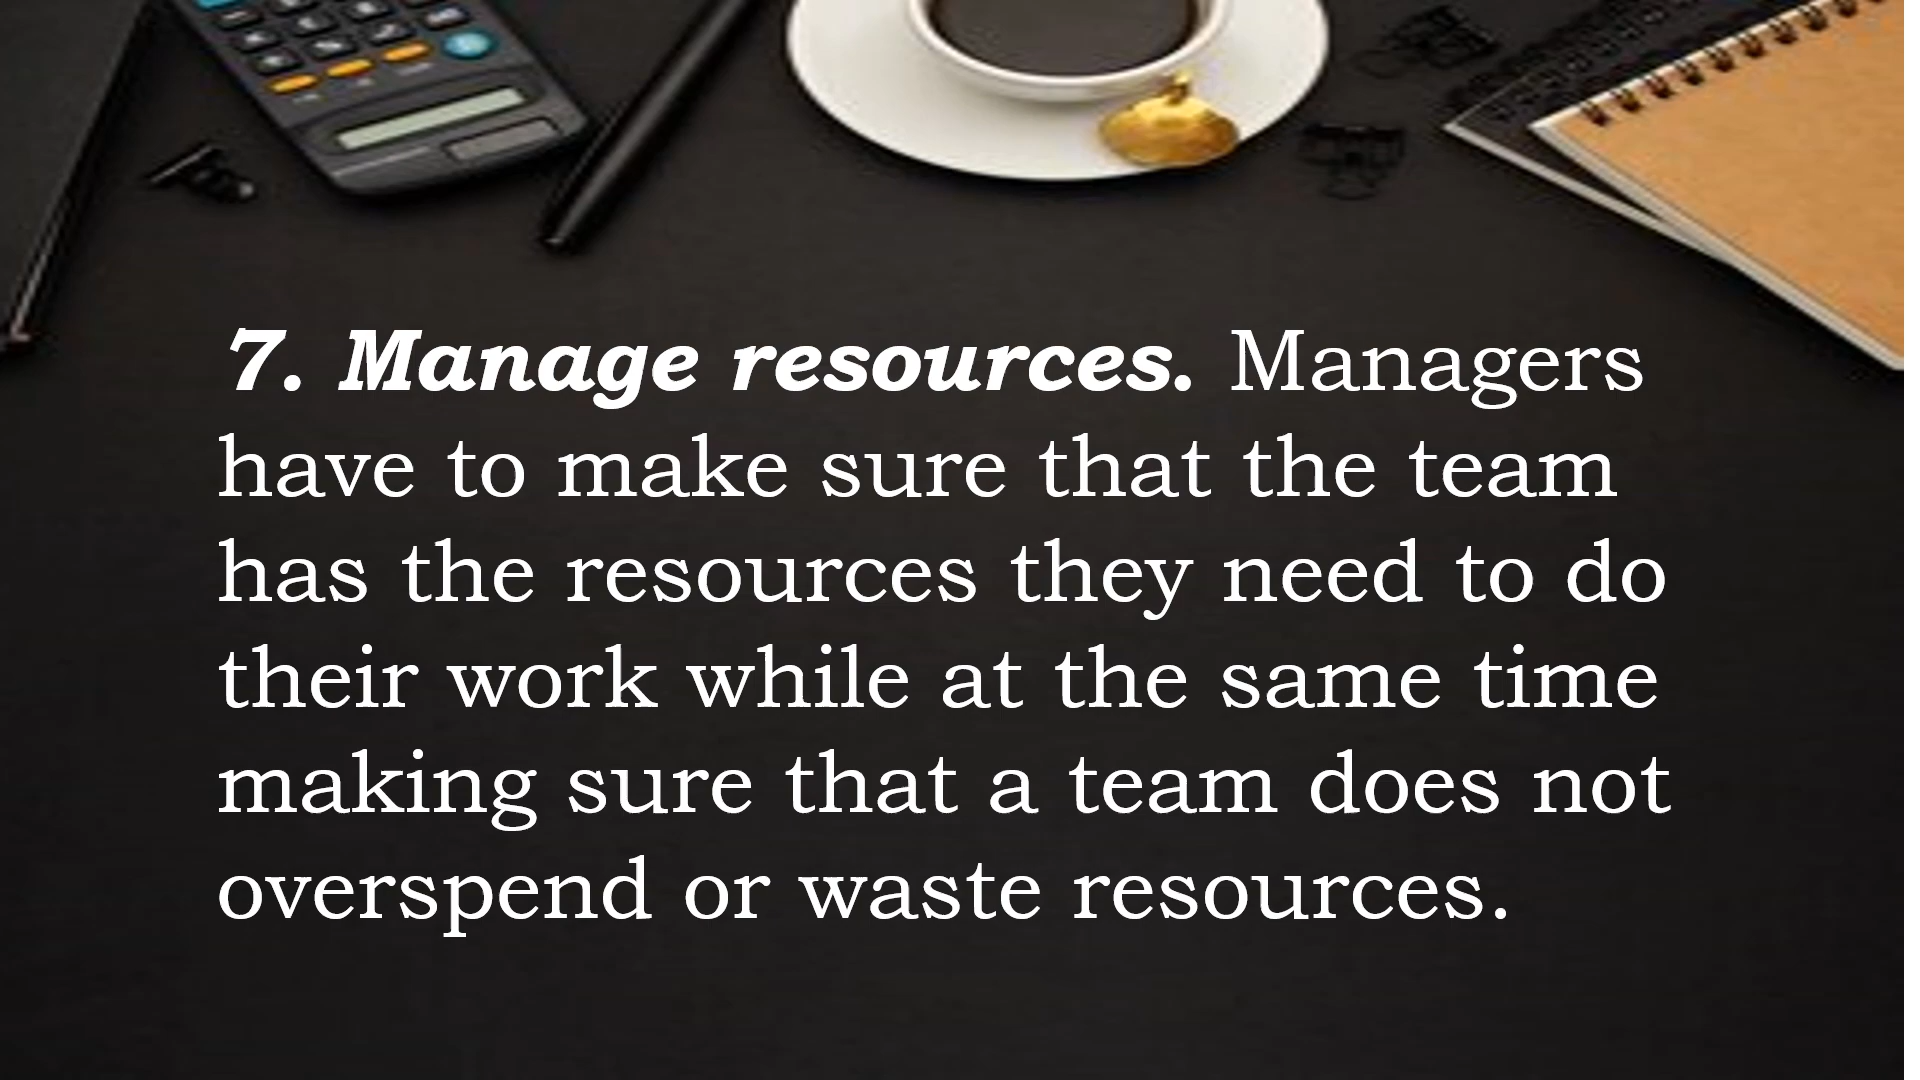 7. Manage resources. Managers
have to make sure that the team
has the resources they need to do
their work while at the same time
making sure that a team does not
overspend or waste resources.